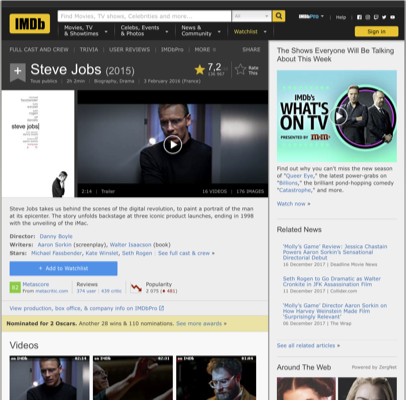 IMDb
Find Movies, TV shows, Celebrities and more...
All
IMDbPro
Help
Movies, TV
& Showtimes
Celebs, Events
& Photos
News &
Community
Watchlist
Sign in
FULL CAST AND CREW | TRIVIA | USER REVIEWS | IMDbPro | MORE
SHARE
Steve Jobs (2015)
7,2
Rate
This
Tous publics | 2h 2min | Biography, Drama | 3 February 2016 (France)
steve jobs
2:14 | Trailer
16 VIDEOS | 176 IMAGES
Steve Jobs takes us behind the scenes of the digital revolution, to paint a portrait of the man
at its epicenter. The story unfolds backstage at three iconic product launches, ending in 1998
with the unveiling of the iMac.
Director: Danny Boyle
Writers: Aaron Sorkin (screenplay), Walter Isaacson (book)
Stars: Michael Fassbender, Kate Winslet, Seth Rogen | See full cast & crew »
+ Add to Watchlist
82
Metascore
From metacritic.com
Reviews
374 user | 439 critic
Popularity
2 075
View production, box office, & company info on IMDbPro
Nominated for 2 Oscars. Another 28 wins & 110 nominations. See more awards »
Videos
02:14
02:31
01:04
The Shows Everyone Will Be Talking
About This Week
IMDb's
WHAT'S
ON TV
PRESENTED BY m&m's
Find out why you can't miss the new season
of "Queer Eye," the latest power-grabs on
"Billions," the brilliant pond-hopping comedy
"Catastrophe," and more.
Watch now »
Related News
'Molly's Game' Review: Jessica Chastain
Powers Aaron Sorkin's Sensational
Directorial Debut
16 December 2017 | Deadline Movie News
Seth Rogen to Go Dramatic as Walter
Cronkite in JFK Assassination Film
12 December 2017 | Collider.com
'Molly's Game' Director Aaron Sorkin on
How Harvey Weinstein Made Film
'Surprisingly Relevant'
08 December 2017 | The Wrap
See all related articles »
Around The Web
Powered by ZergNet